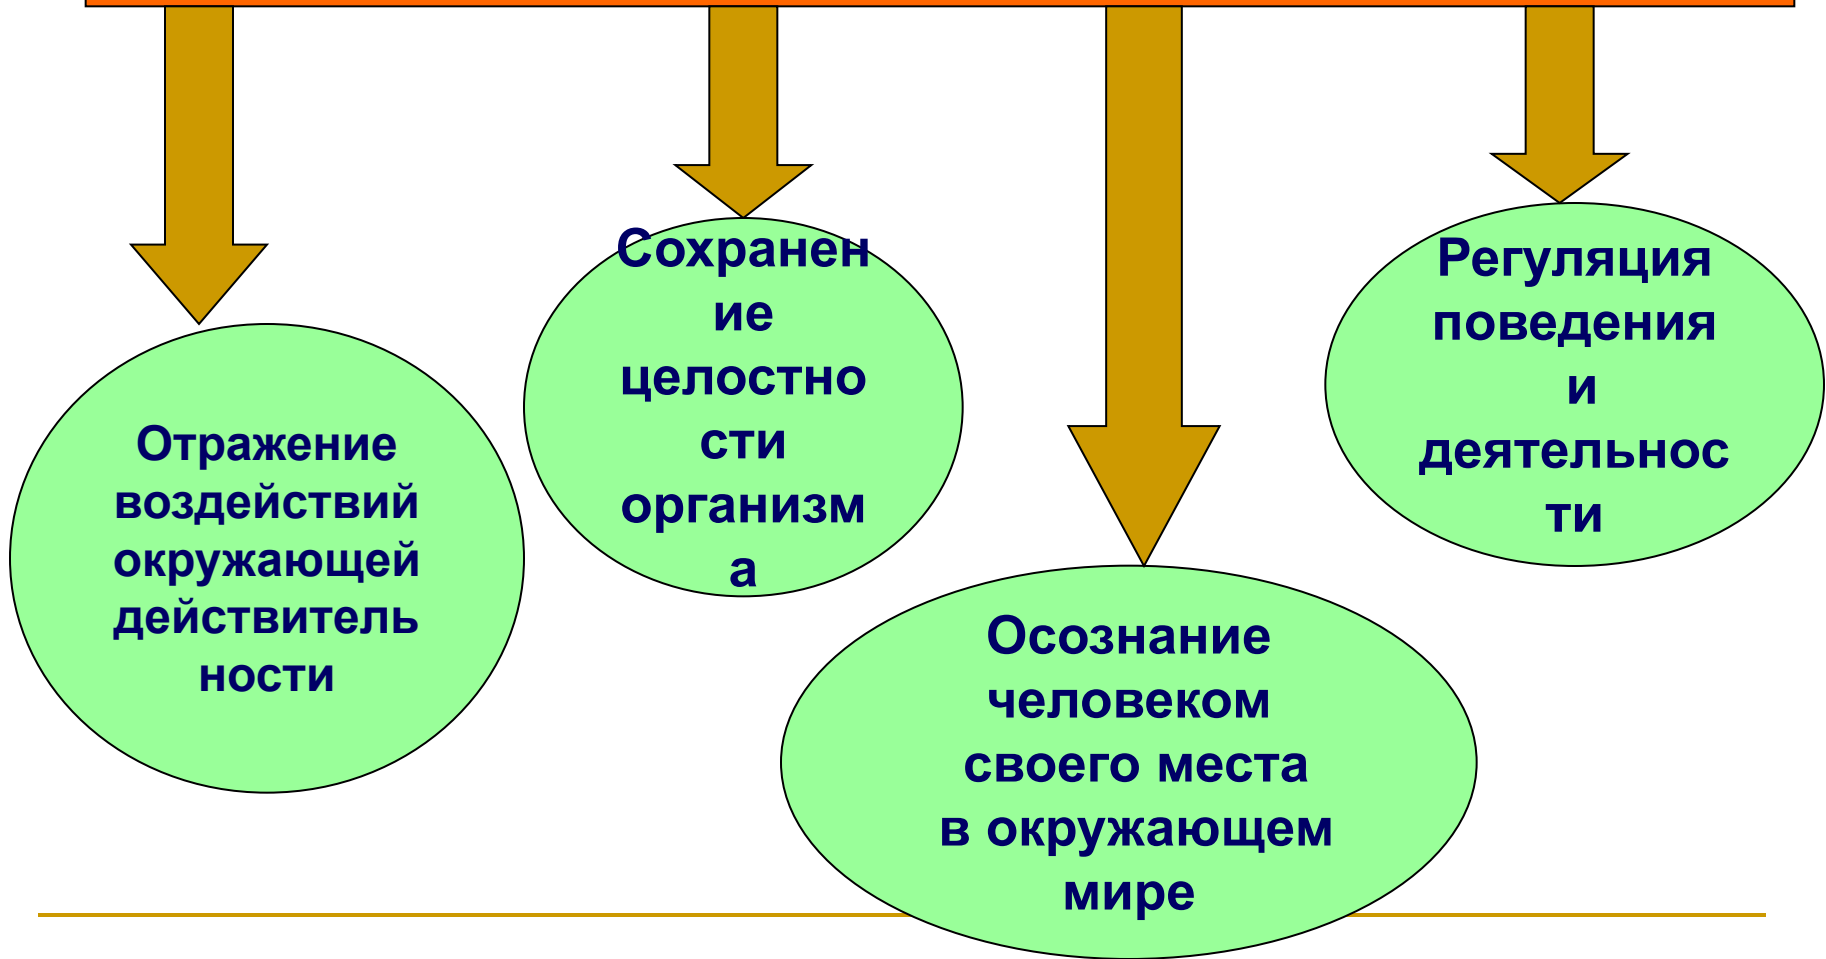 Отражение
воздействий
окружающей
действитель
ности
Сохранен
ие
целостно
сти
организм
а
Осознание
человеком
своего места
в окружающем
мире
Регуляция
поведения
и
деятельнос
ти